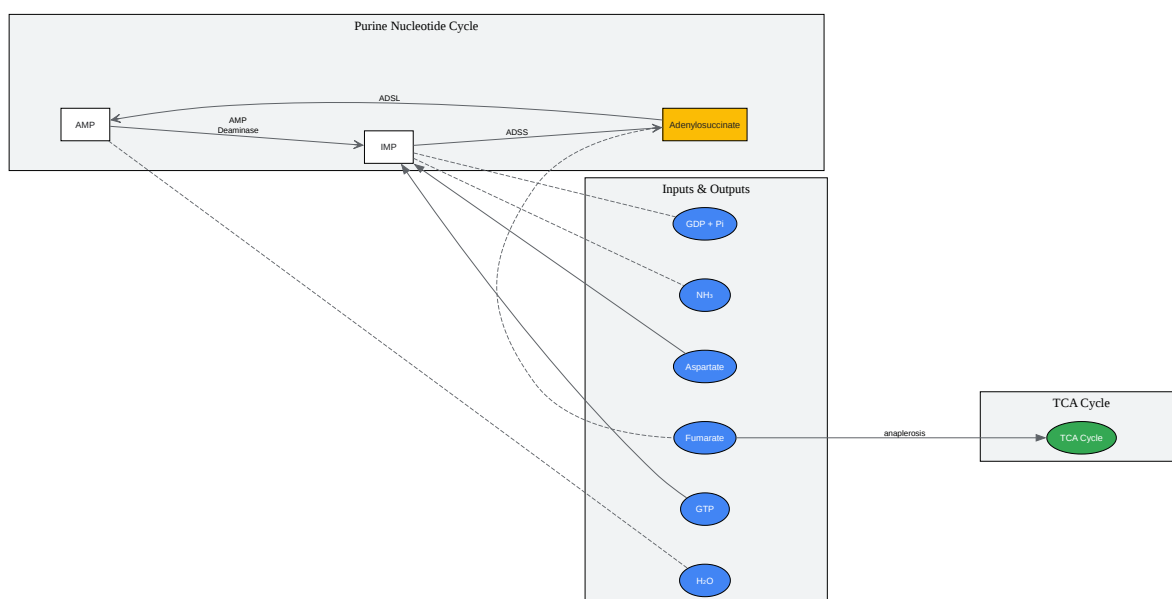 Purine Nucleotide Cycle
ADSL
AMP
AMP
Deaminase
Adenylosuccinate
ADSS
IMP
Inputs & Outputs
GDP + Pi
NH₃
Aspartate
TCA Cycle
Fumarate
anaplerosis
TCA Cycle
GTP
H₂O